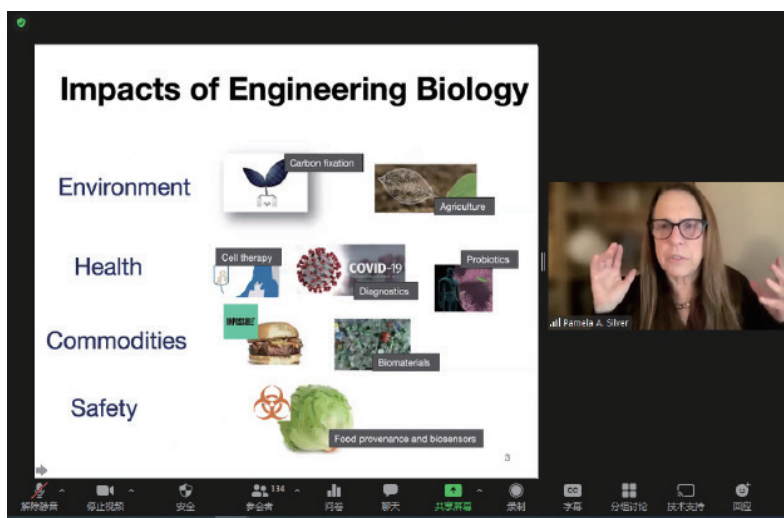 Impacts of Engineering Biology
Environment
Carbon fixation
Agriculture
Health
Cell therapy
COVID-19
Diagnostics
Probiotics
Commodities
IMPOSSIBLE
Biomaterials
Safety
Food provenance and biosensors
3
Pamela A. Silver
134
CC
解除静音
停止视频
安全
参会者
问卷
聊天
共享屏幕
录制
字幕
分组讨论
技术支持
回应